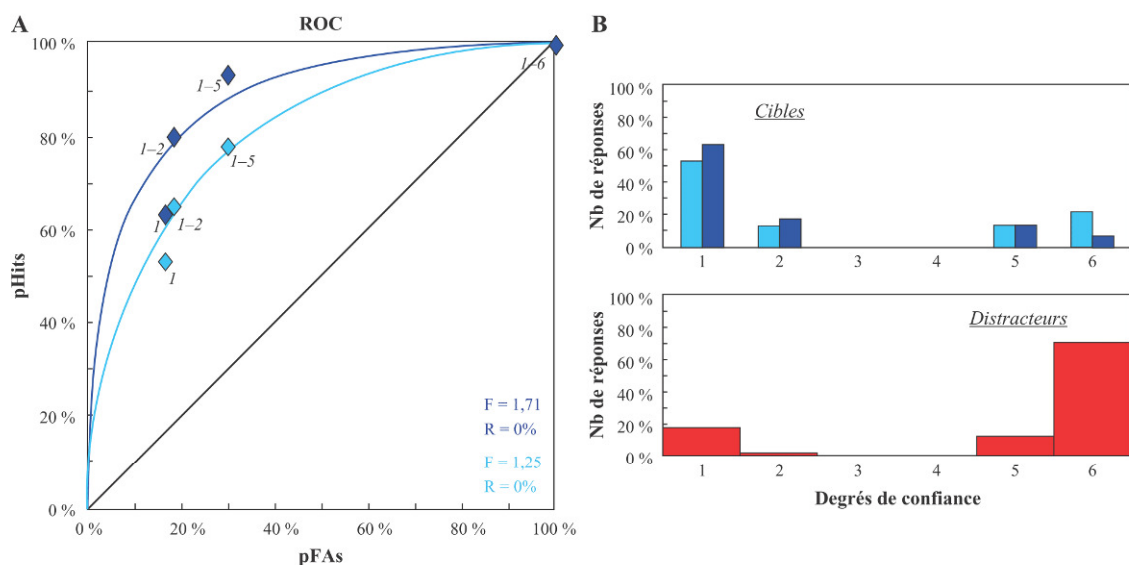 A
ROC
100 %
80 %
60 %
40 %
20 %
0 %
pHits
1–5
1–2
1
1–6
1–5
1–2
1
F = 1,71
R = 0%
F = 1,25
R = 0%
0 %
20 %
40 %
60 %
80 %
100 %
pFAs
B
Nb de réponses
100 %
80 %
60 %
40 %
20 %
0 %
Cibles
1 2 3 4 5 6
Nb de réponses
100 %
80 %
60 %
40 %
20 %
0 %
Distracteurs
1 2 3 4 5 6
Degrés de confiance